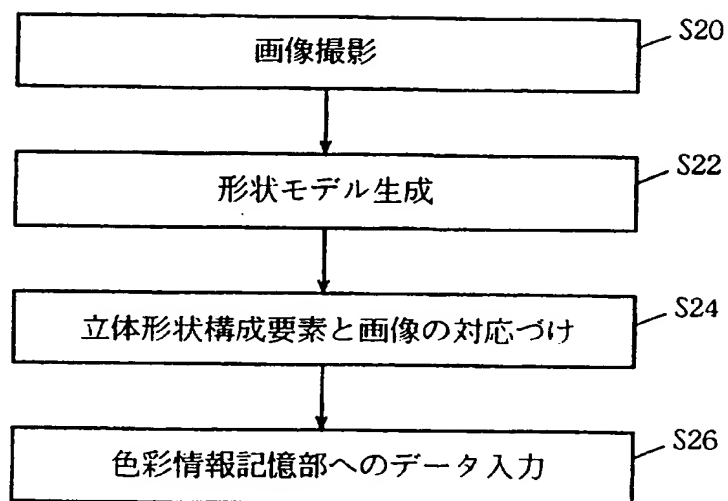 画像撮影
S20
形状モデル生成
S22
立体形状構成要素と画像の対応づけ
S24
色彩情報記憶部へのデータ入力
S26